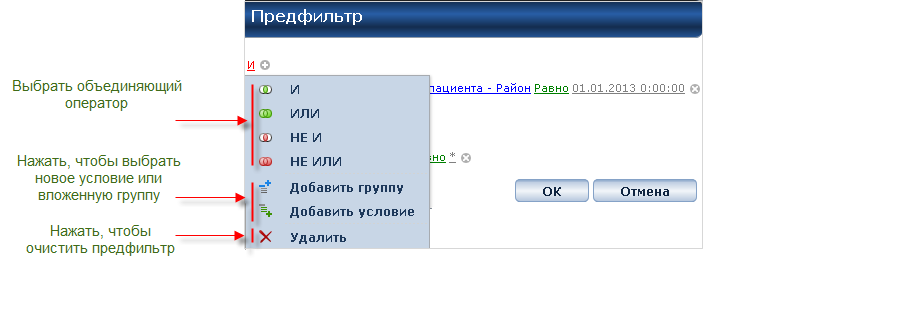 Предфильтр
И
Выбрать объединяющий
оператор
И
пациента - Район Равно 01.01.2013 0:00:00
ИЛИ
НЕ И
НЕ ИЛИ
вно *
Нажать, чтобы выбрать
новое условие или
вложенную группу
Добавить группу
Добавить условие
OK
Отмена
Нажать, чтобы
очистить предфильтр
Удалить